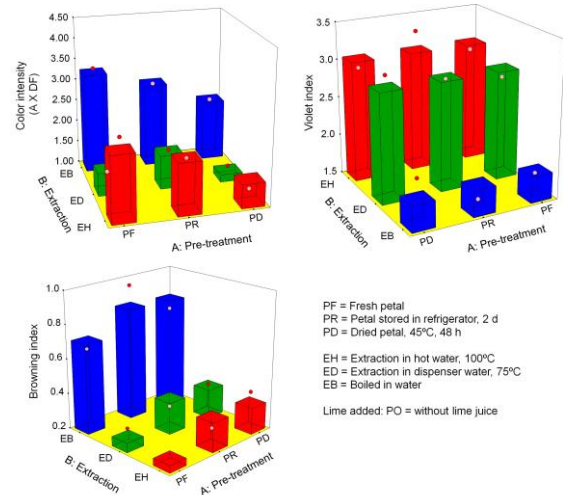 4.50
4.00
3.50
3.00
2.50
2.00
1.50
1.00
Color intensity
(A X DF)
EB
ED
EH
B: Extraction
PF
PR
PD
A: Pre-treatment
3.5
3.0
2.5
2.0
1.5
Violet index
EH
ED
EB
B: Extraction
PD
PR
PF
A: Pre-treatment
1.0
0.8
0.6
0.4
0.2
Browning index
EB
ED
EH
B: Extraction
PF
PR
PD
A: Pre-treatment
PF = Fresh petal
PR = Petal stored in refrigerator, 2 d
PD = Dried petal, 45ºC, 48 h
EH = Extraction in hot water, 100ºC
ED = Extraction in dispenser water, 75ºC
EB = Boiled in water
Lime added: PO = without lime juice